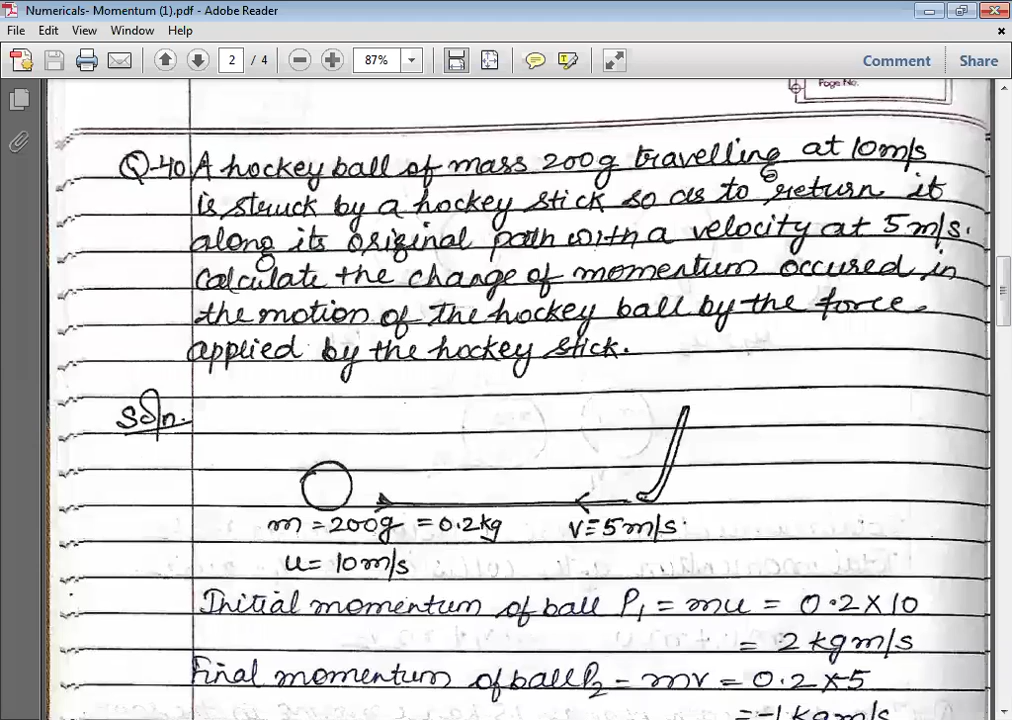 Numericals- Momentum (1).pdf - Adobe Reader
File Edit View Window Help
2 / 4 87% Comment Share
Page No.
Q-40 A hockey ball of mass 200g travelling at 10m/s
is struck by a hockey stick so as to return it
along its original path with a velocity at 5 m/s.
Calculate the change of momentum occured in
the motion of the hockey ball by the force
applied by the hockey stick.
Soln.
m = 200g = 0.2kg v = 5m/s
u = 10m/s
Initial momentum of ball P1 = mu = 0.2 × 10
= 2 kg m/s
Final momentum of ball P2 = mv = 0.2 × -5
= -1 kg m/s